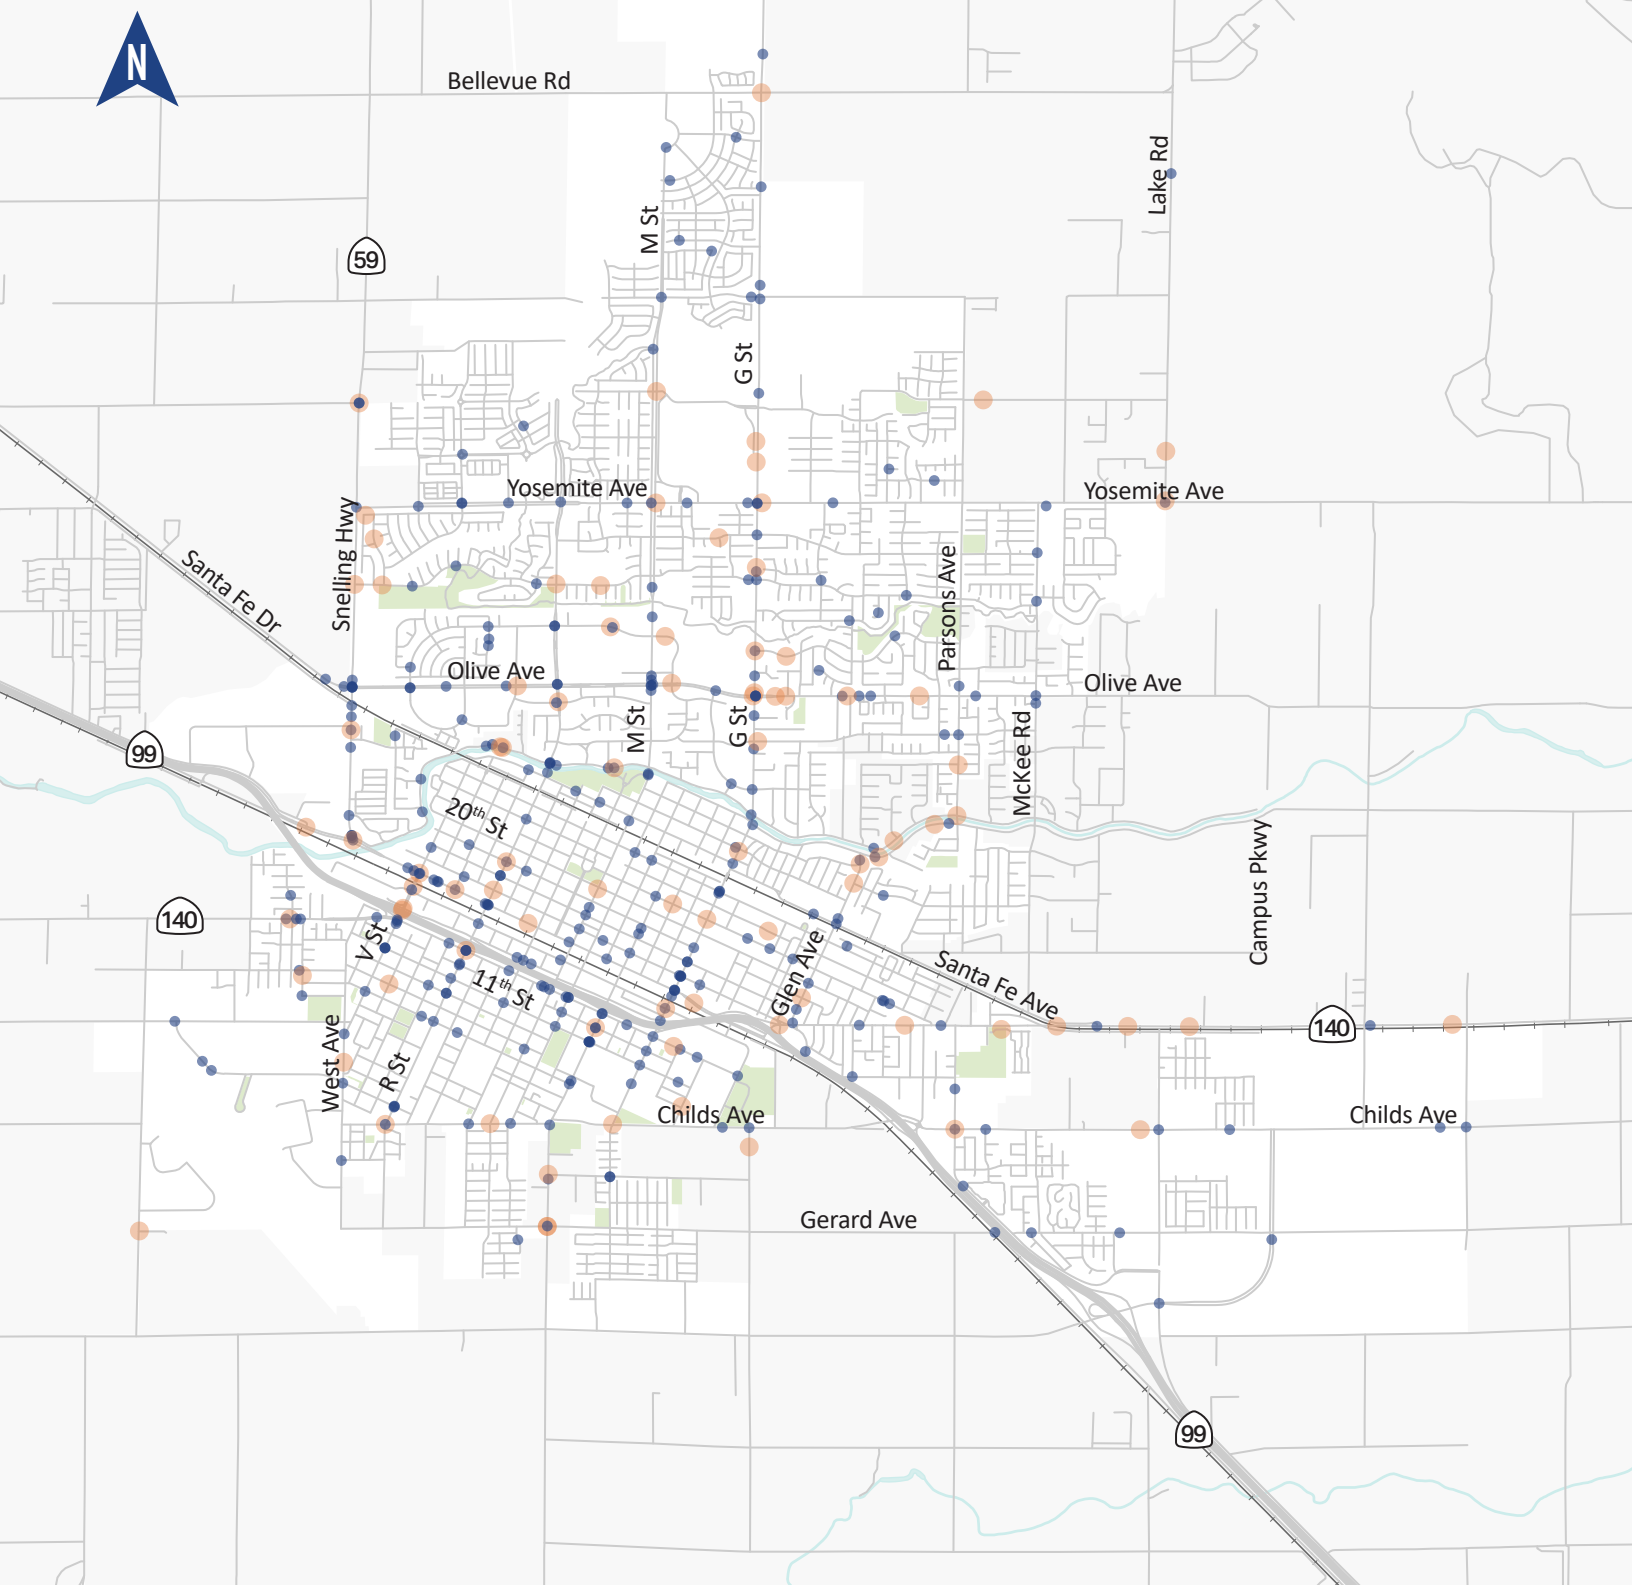 N
Bellevue Rd
Lake Rd
M St
59
G St
Yosemite Ave
Yosemite Ave
Snelling Hwy
Santa Fe Dr
Parsons Ave
Olive Ave
Olive Ave
M St
G St
McKee Rd
99
20th St
Campus Pkwy
140
V St
Glen Ave
Santa Fe Ave
11th St
140
West Ave
R St
Childs Ave
Childs Ave
Gerard Ave
99